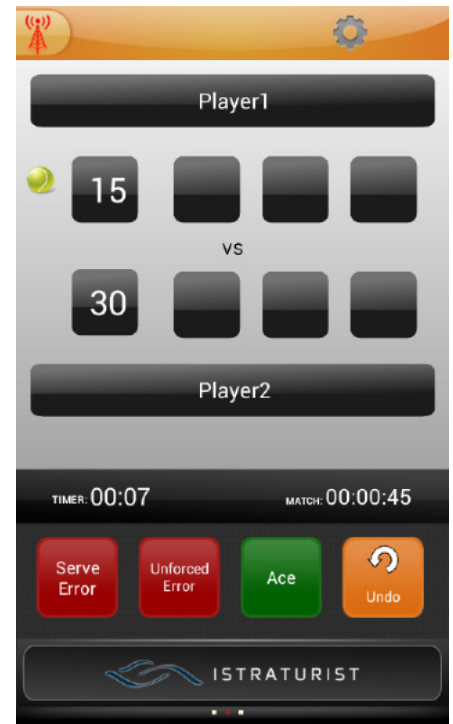 Player1
15
vs
30
Player2
TIMER: 00:07
MATCH: 00:00:45
Serve
Error
Unforced
Error
Ace
Undo
ISTRATURIST